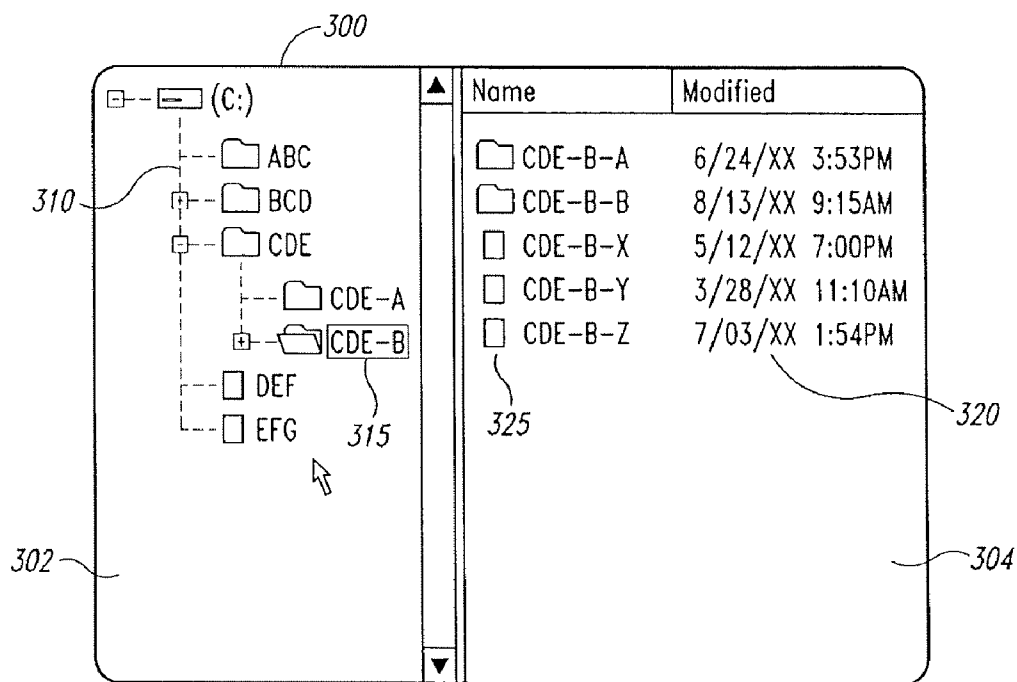 300
(C:)
ABC
310
BCD
CDE
CDE-A
CDE-B
DEF
315
EFG
302
Name Modified
CDE-B-A 6/24/XX 3:53PM
CDE-B-B 8/13/XX 9:15AM
CDE-B-X 5/12/XX 7:00PM
CDE-B-Y 3/28/XX 11:10AM
CDE-B-Z 7/03/XX 1:54PM
325
320
304